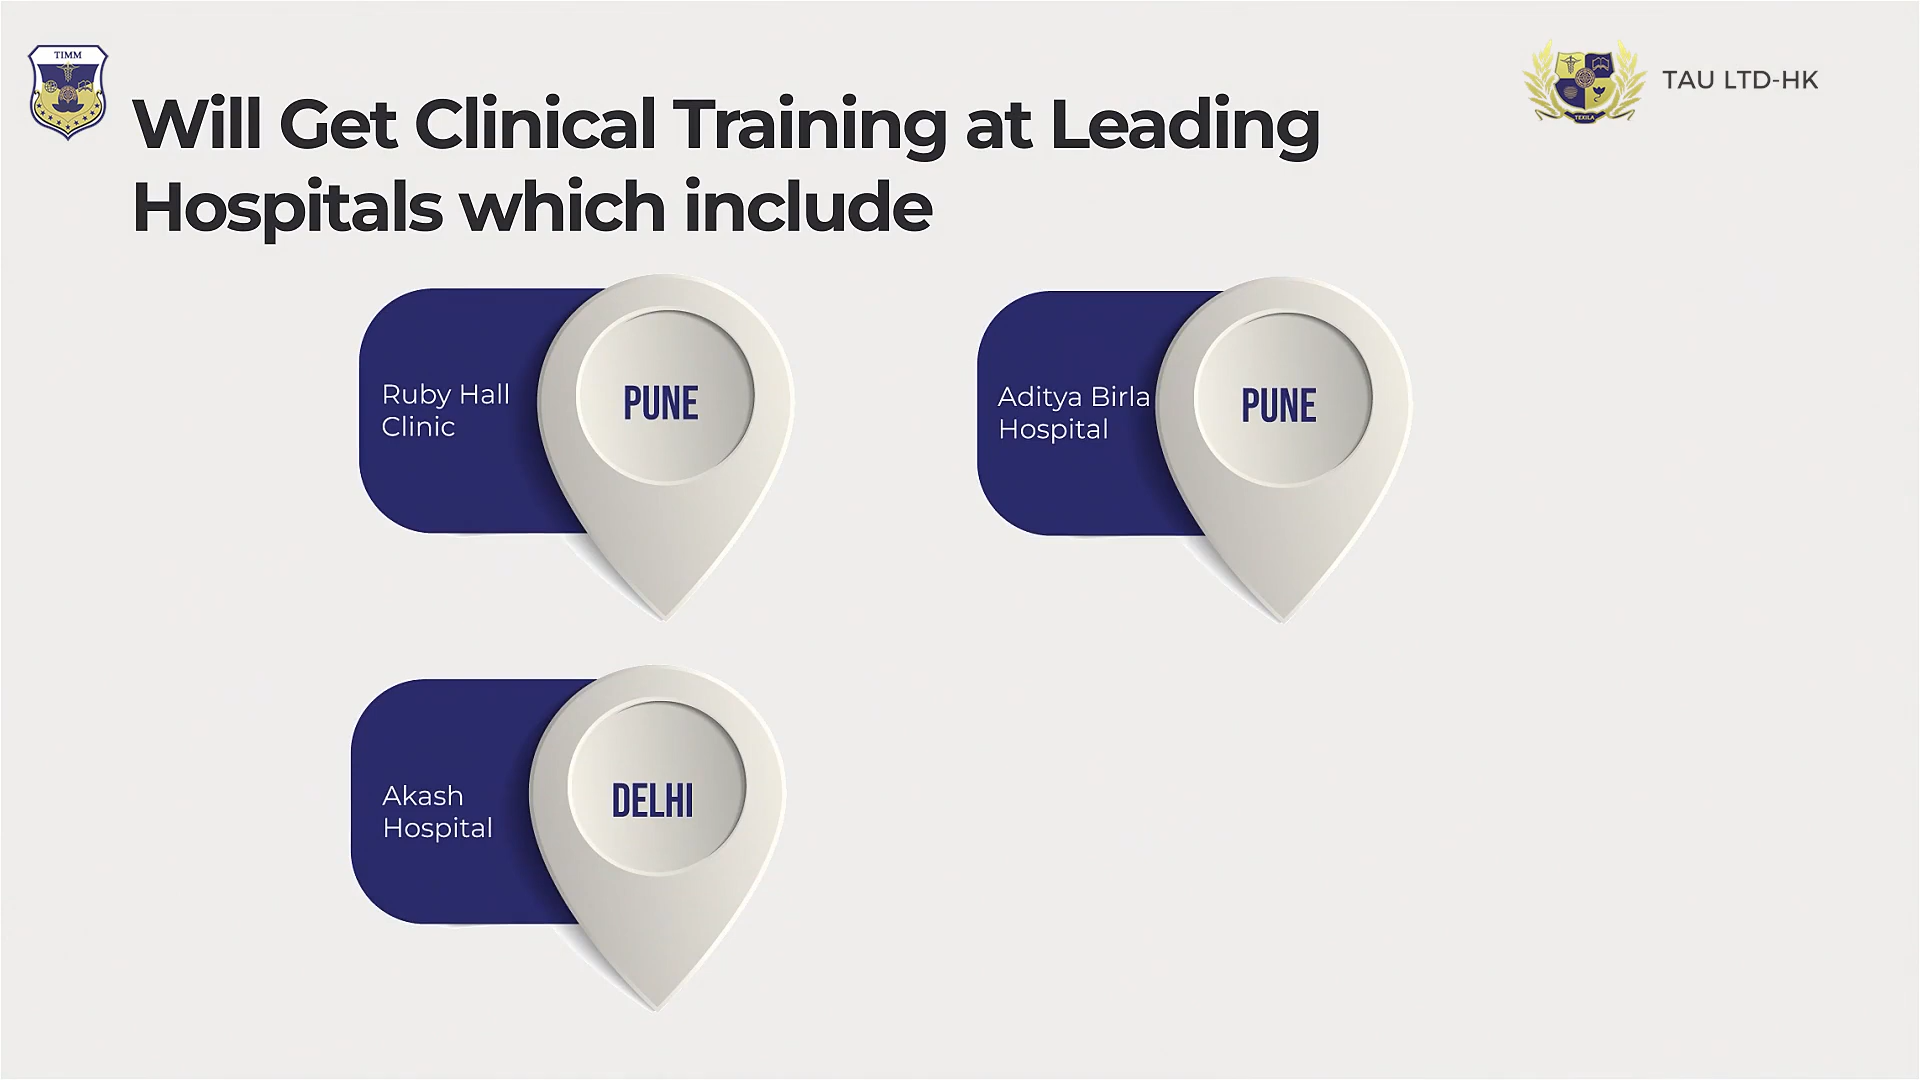 TIMM
TEXILA
TAU LTD-HK
Will Get Clinical Training at Leading
Hospitals which include
Ruby Hall
Clinic
PUNE
Aditya Birla
Hospital
PUNE
Akash
Hospital
DELHI